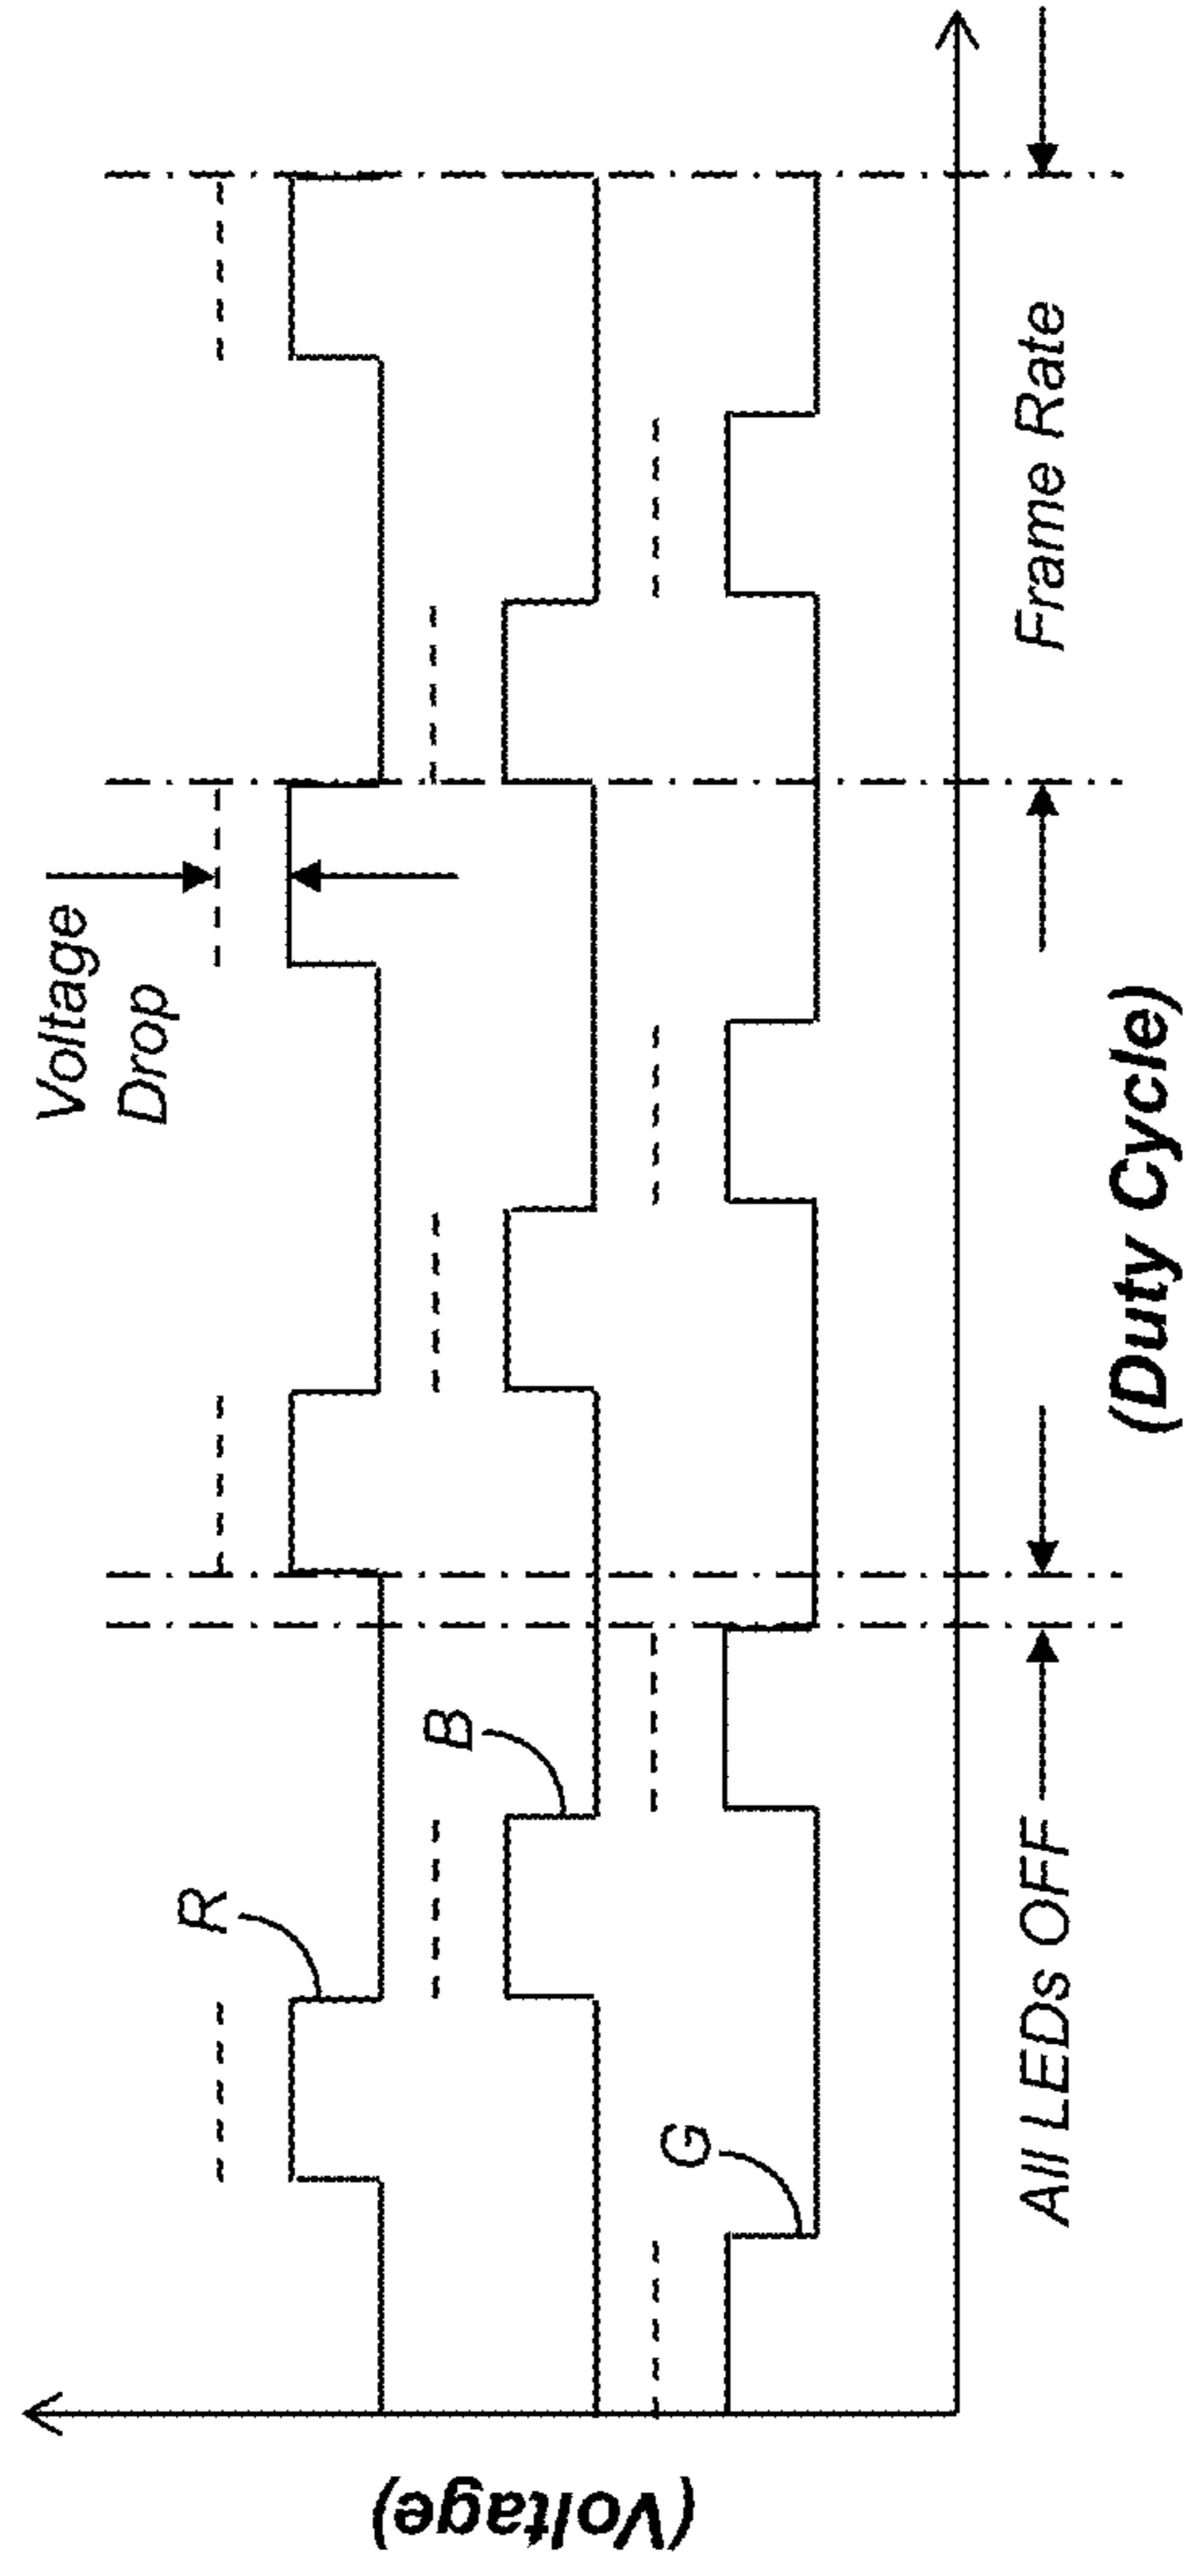 Voltage
Drop
R
B
G
(Voltage)
All LEDs OFF
Frame Rate
(Duty Cycle)